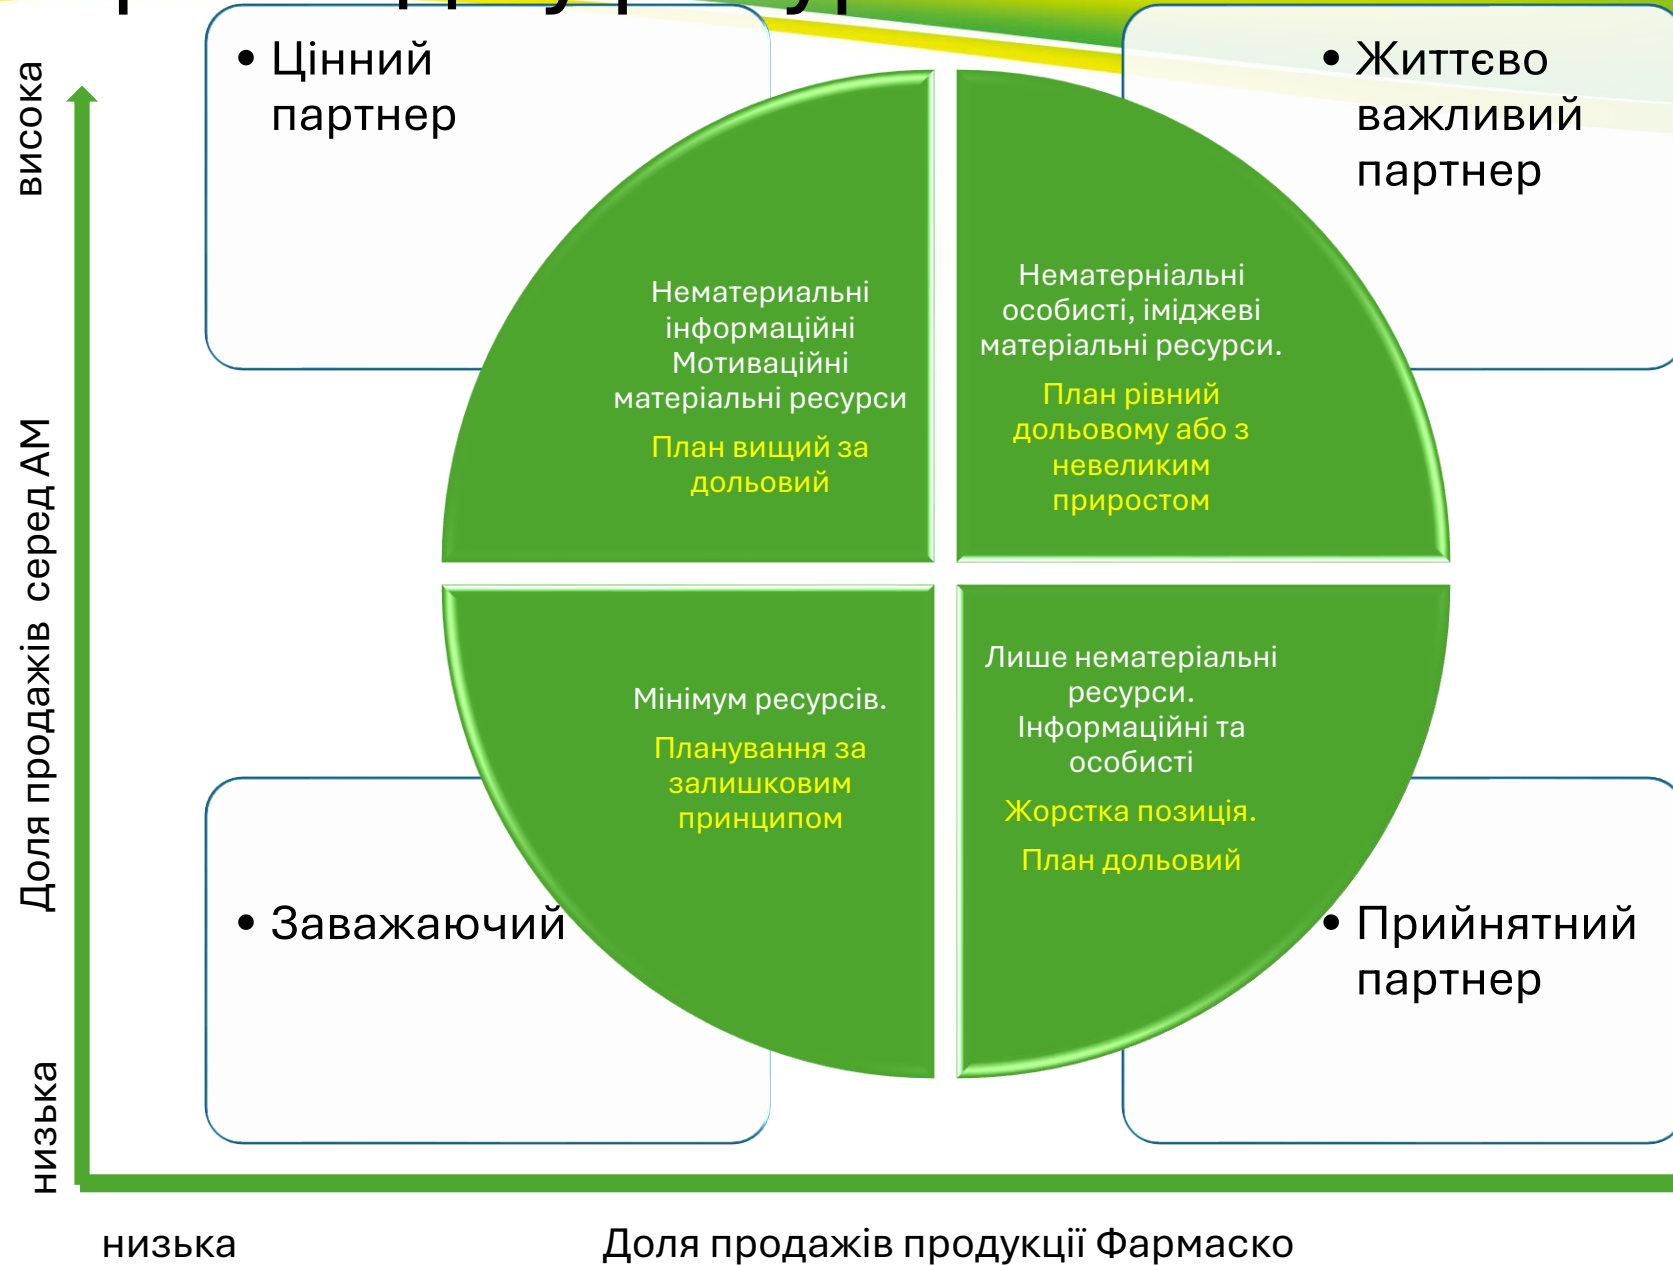 • Цінний
партнер
• Життєво
важливий
партнер
Нематериальні
інформаційні
Мотиваційні
матеріальні ресурси
План вищий за
дольовий
Нематерніальні
особисті, іміджеві
матеріальні ресурси.
План рівний
дольовому або з
невеликим
приростом
Мінімум ресурсів.
Планування за
залишковим
принципом
Лише нематеріальні
ресурси.
Інформаційні та
особисті
Жорстка позиція.
План дольовий
• Заважаючий
• Прийнятний
партнер
висока
Доля продажів серед АМ
низька
низька
Доля продажів продукції Фармаско